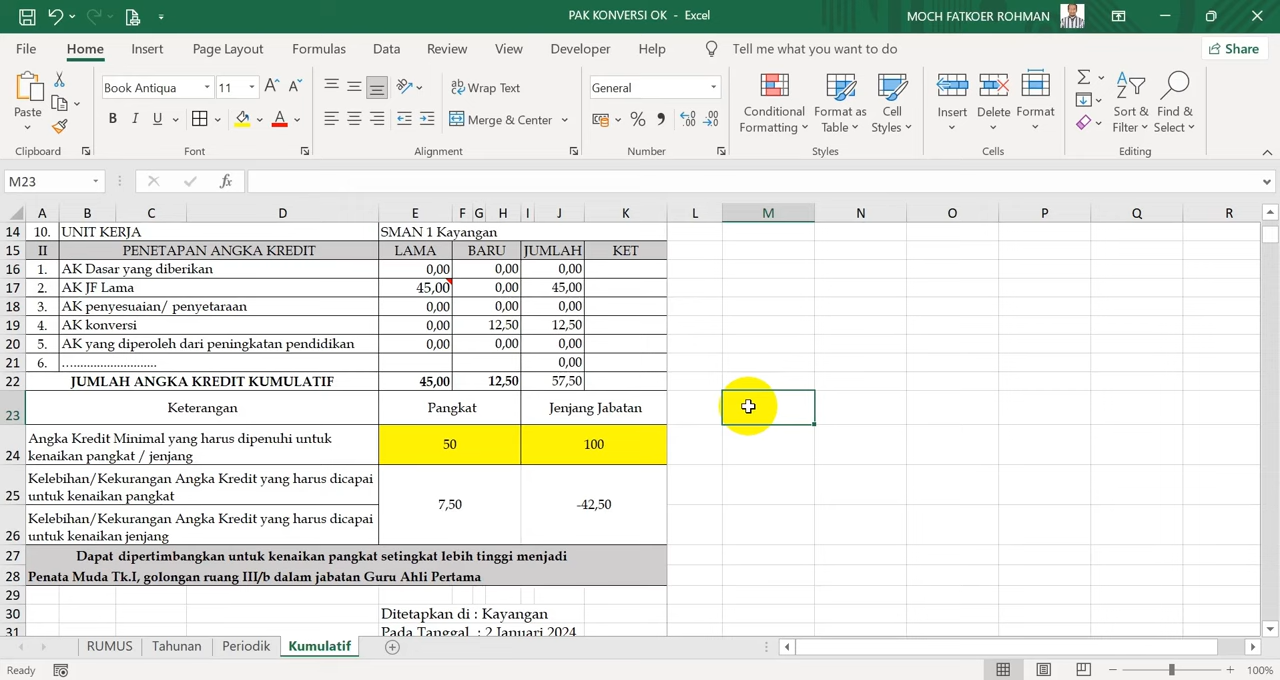 PAK KONVERSI OK - Excel
MOCH FATKOER ROHMAN
File Home Insert Page Layout Formulas Data Review View Developer Help Tell me what you want to do Share
Paste
Book Antiqua 11
B I U A
Wrap Text
Merge & Center
General
Conditional Formatting
Format as Table
Cell Styles
Insert Delete Format
Sort & Filter
Find & Select
Clipboard Font Alignment Number Styles Cells Editing
M23 fx
A B C D E F G H I J K L M N O P Q R
14 10. UNIT KERJA SMAN 1 Kayangan
15 II PENETAPAN ANGKA KREDIT LAMA BARU JUMLAH KET
16 1. AK Dasar yang diberikan 0,00 0,00 0,00
17 2. AK JF Lama 45,00 0,00 45,00
18 3. AK penyesuaian/ penyetaraan 0,00 0,00 0,00
19 4. AK konversi 0,00 12,50 12,50
20 5. AK yang diperoleh dari peningkatan pendidikan 0,00 0,00 0,00
21 6. ............................ 0,00
22 JUMLAH ANGKA KREDIT KUMULATIF 45,00 12,50 57,50
23 Keterangan Pangkat Jenjang Jabatan
Angka Kredit Minimal yang harus dipenuhi untuk
24 kenaikan pangkat / jenjang 50 100
Kelebihan/Kekurangan Angka Kredit yang harus dicapai
25 untuk kenaikan pangkat 7,50 -42,50
Kelebihan/Kekurangan Angka Kredit yang harus dicapai
26 untuk kenaikan jenjang
27 Dapat dipertimbangkan untuk kenaikan pangkat setingkat lebih tinggi menjadi
28 Penata Muda Tk.I, golongan ruang III/b dalam jabatan Guru Ahli Pertama
29
30 Ditetapkan di : Kayangan
31 Pada Tanggal : 2 Januari 2024
RUMUS Tahunan Periodik Kumulatif
Ready 100%